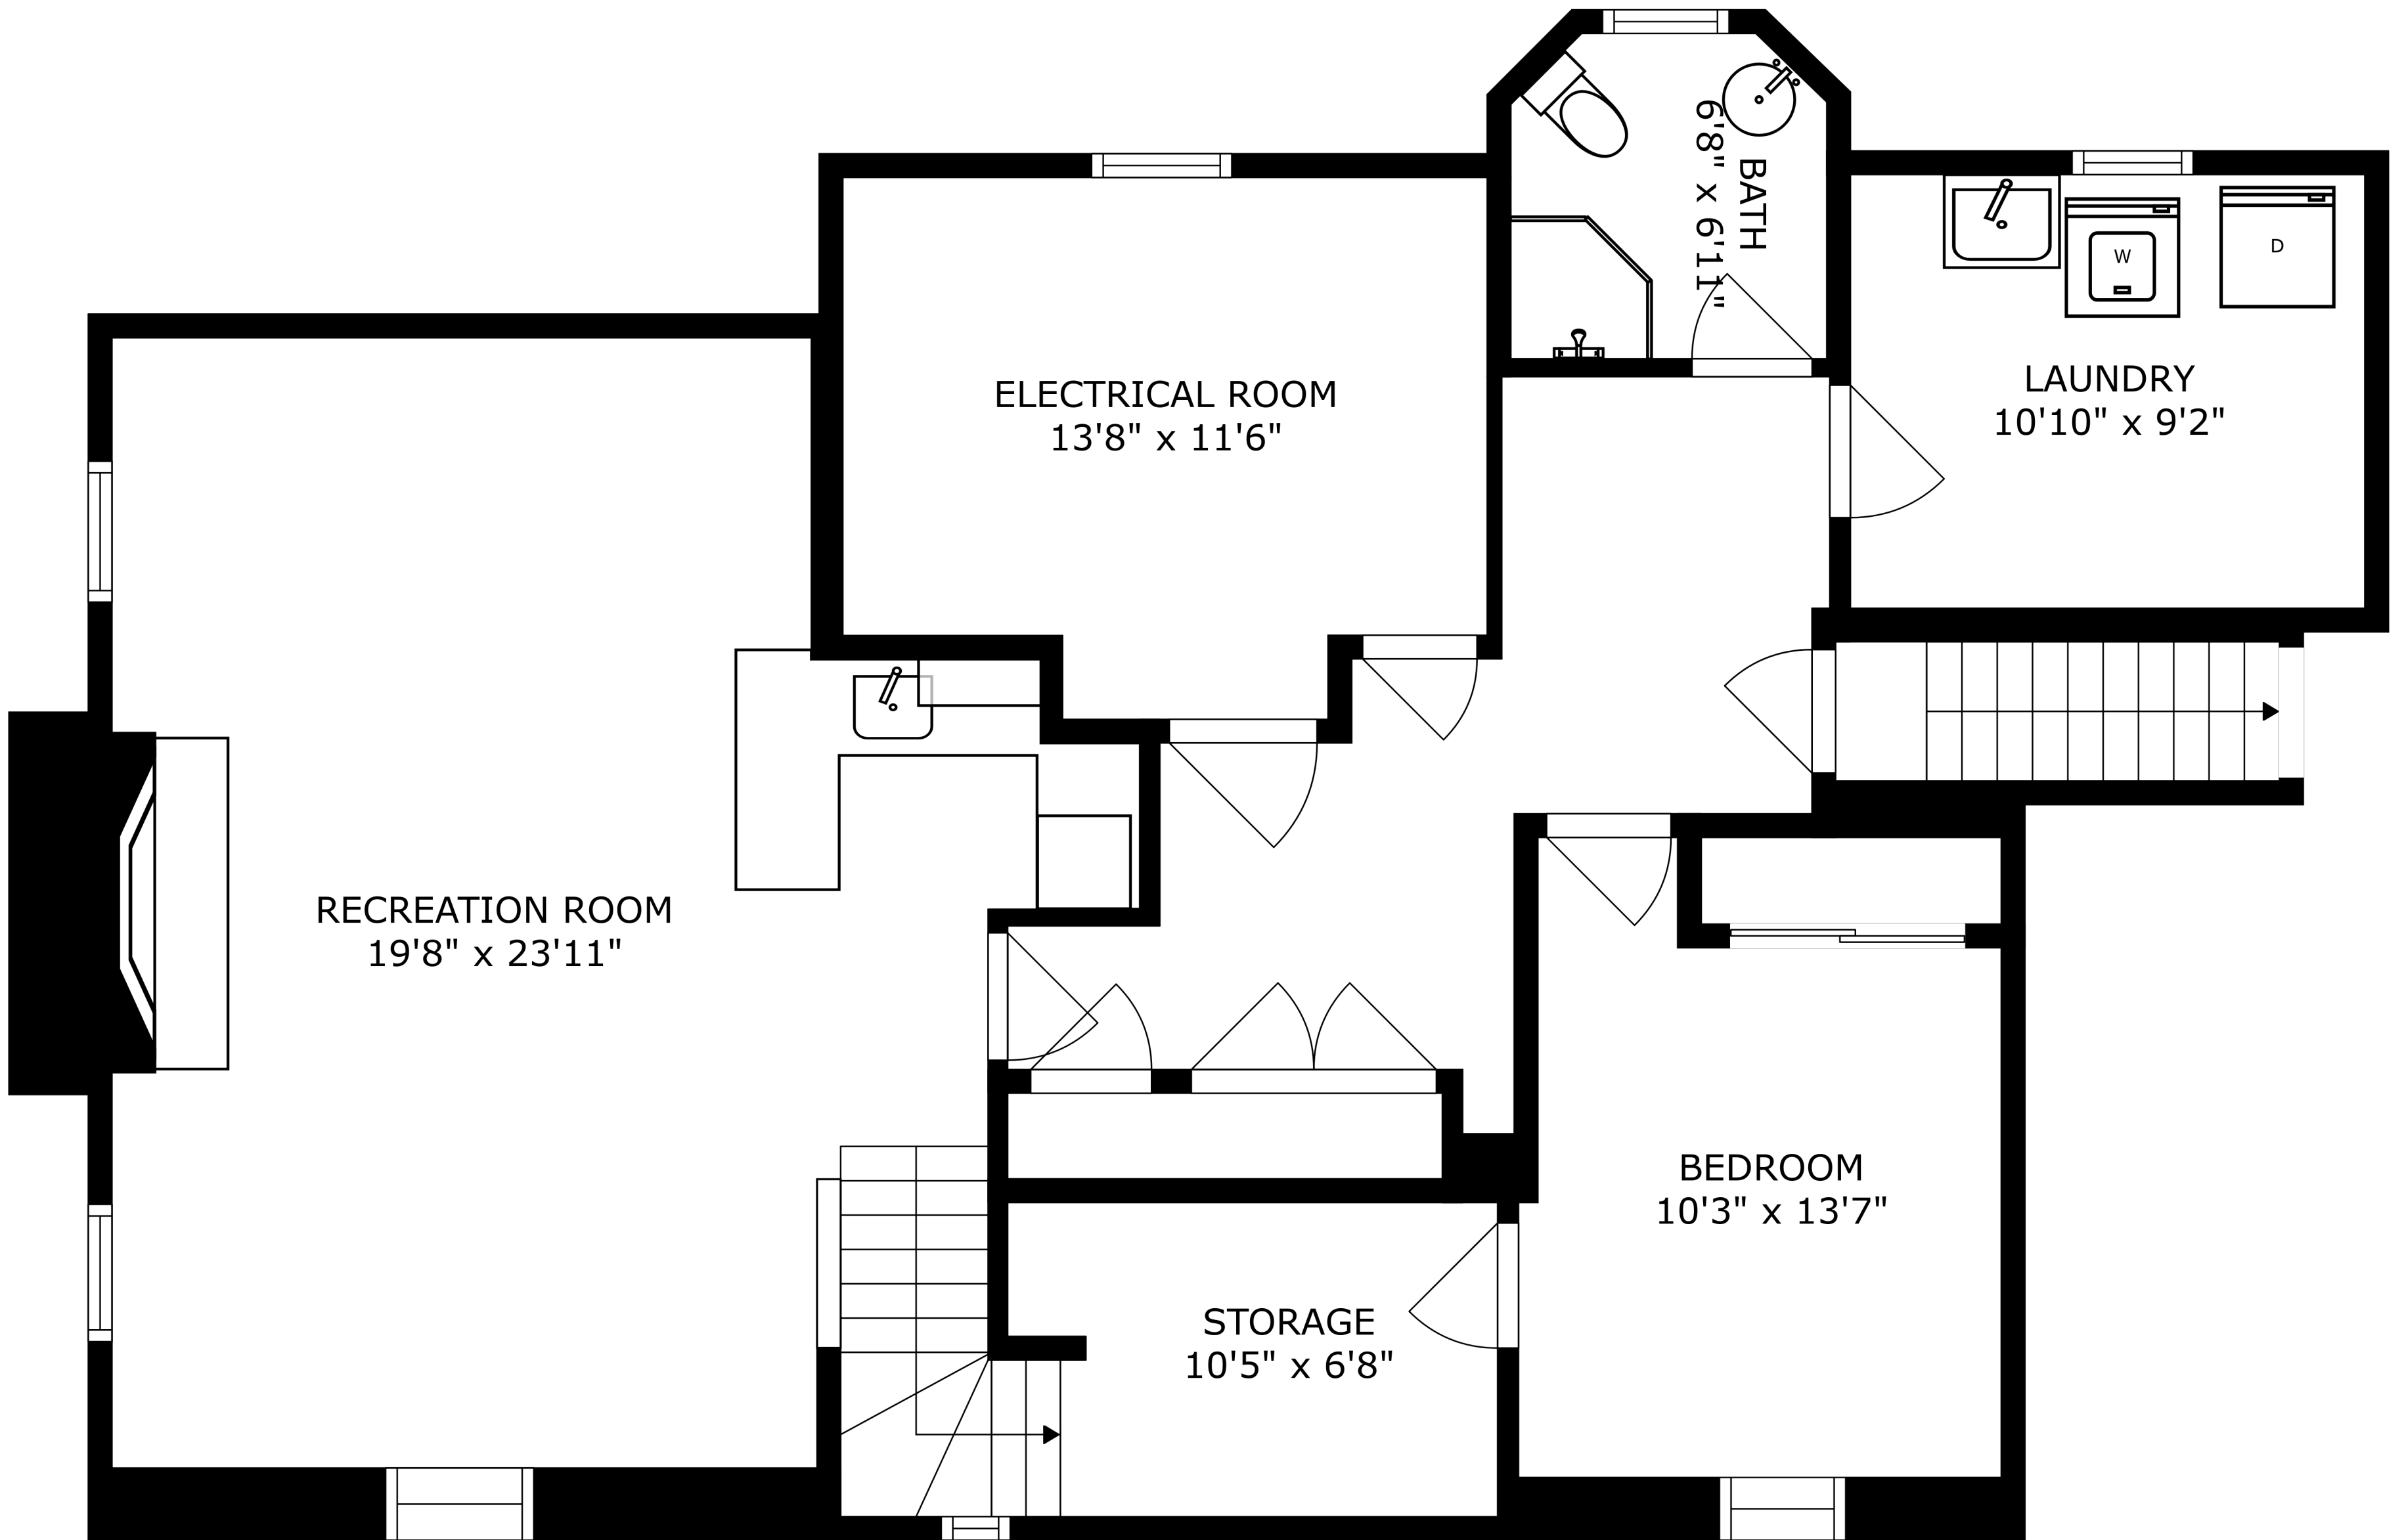 BATH
6'8" x 6'11"
W
D
LAUNDRY
10'10" x 9'2"
ELECTRICAL ROOM
13'8" x 11'6"
RECREATION ROOM
19'8" x 23'11"
BEDROOM
10'3" x 13'7"
STORAGE
10'5" x 6'8"